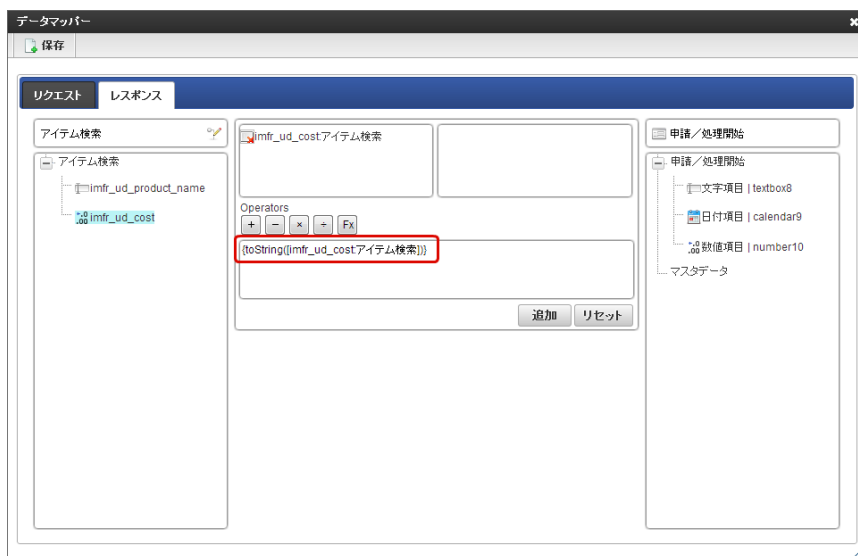 データマッパー
保存
リクエスト レスポンス
アイテム検索
アイテム検索
imfr_ud_product_name
imfr_ud_cost
imfr_ud_cost:アイテム検索
Operators
+ − × ÷ Fx
{toString([imfr_ud_cost:アイテム検索])}
追加 リセット
申請/処理開始
申請/処理開始
文字項目 | textbox8
日付項目 | calendar9
数値項目 | number10
マスタデータ